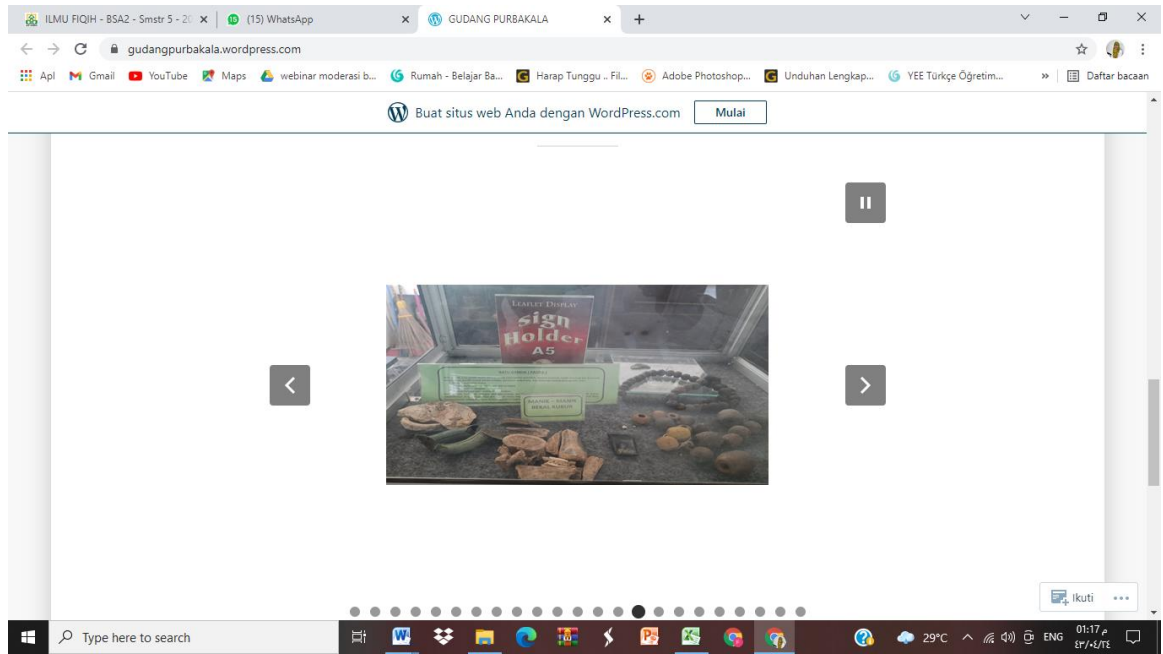 ILMU FIQIH - BSA2 - Smstr 5 - 20
(15) WhatsApp
GUDANG PURBAKALA
gudangpurbakala.wordpress.com
Apl
Gmail
YouTube
Maps
webinar moderasi b...
Rumah - Belajar Ba...
Harap Tunggu .. Fil...
Adobe Photoshop...
Unduhan Lengkap...
YEE Türkçe Öğretim...
»
Daftar bacaan
Buat situs web Anda dengan WordPress.com
Mulai
LEAFLET DISPLAY
sign
Holder
A5
Ikuti
Type here to search
29°C
ENG
01:17 م